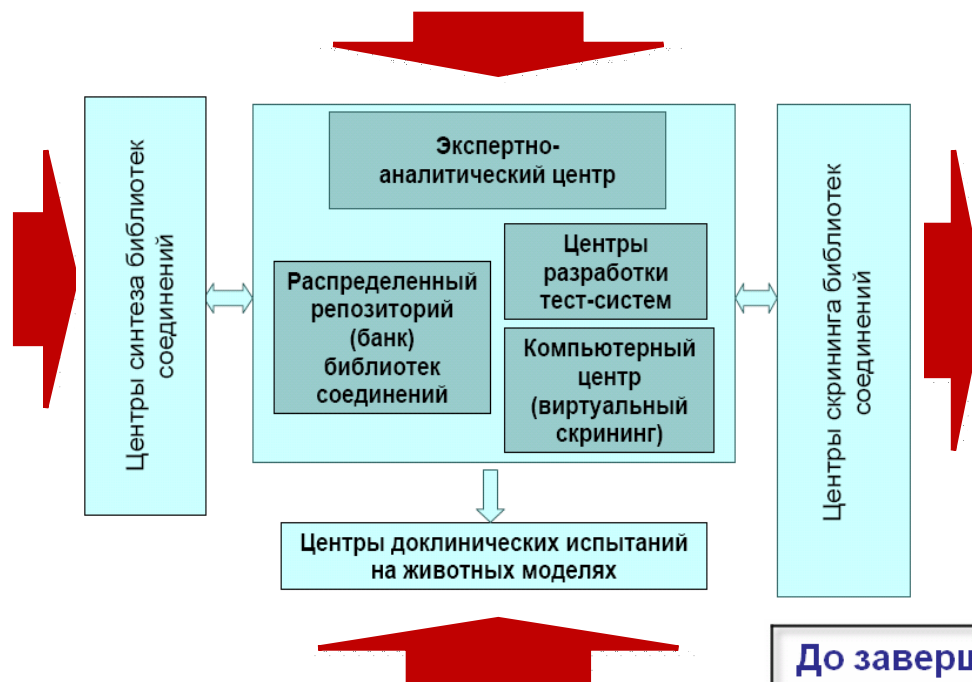 Центры синтеза библиотек
соединений
Экспертно-
аналитический центр
Распределенный
репозиторий
(банк)
библиотек
соединений
Центры
разработки
тест-систем
Компьютерный
центр
(виртуальный
скрининг)
Центры скрининга библиотек
соединений
Центры доклинических испытаний
на животных моделях
До заверш